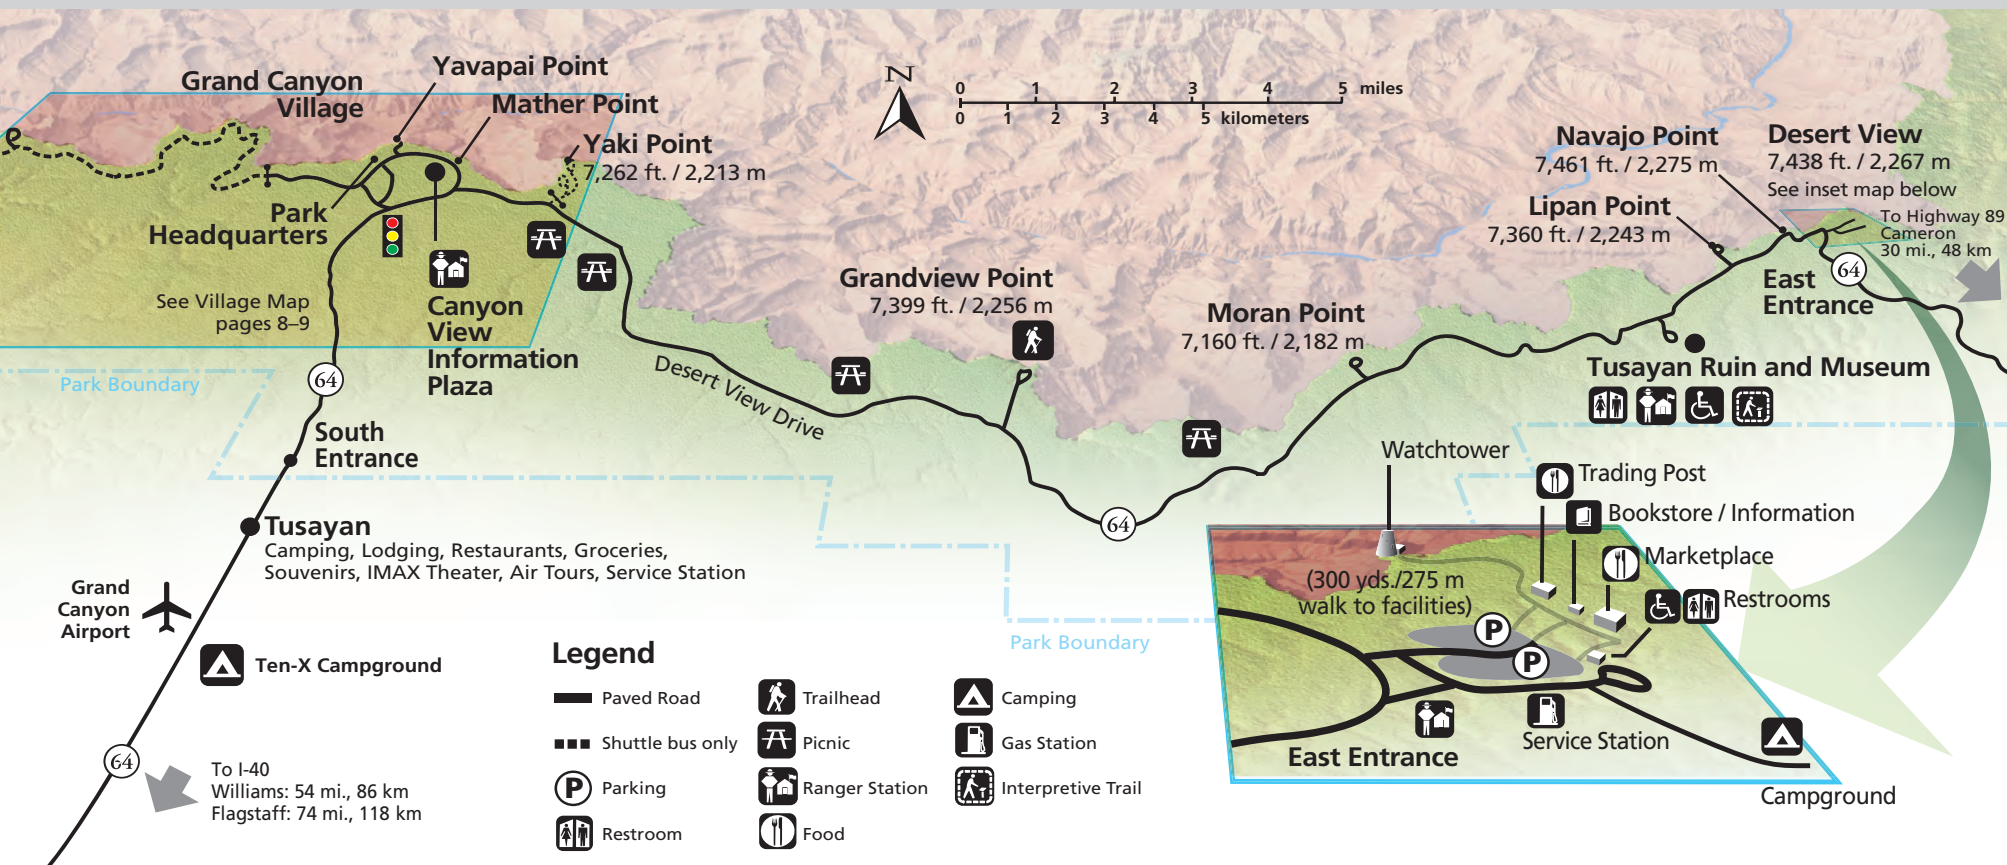 Grand Canyon
Village
Yavapai Point
Mather Point
Yaki Point
7,262 ft. / 2,213 m
N
0 1 2 3 4 5 miles
0 1 2 3 4 5 kilometers
Navajo Point
7,461 ft. / 2,275 m
Desert View
7,438 ft. / 2,267 m
See inset map below
Lipan Point
7,360 ft. / 2,243 m
To Highway 89
Cameron
30 mi., 48 km
64
East
Entrance
Park
Headquarters
See Village Map
pages 8–9
Canyon
View
Information
Plaza
Grandview Point
7,399 ft. / 2,256 m
Moran Point
7,160 ft. / 2,182 m
Tusayan Ruin and Museum
Desert View Drive
Park Boundary
64
South
Entrance
64
Tusayan
Camping, Lodging, Restaurants, Groceries,
Souvenirs, IMAX Theater, Air Tours, Service Station
Grand
Canyon
Airport
Ten-X Campground
64
To I-40
Williams: 54 mi., 86 km
Flagstaff: 74 mi., 118 km
Park Boundary
Legend
Paved Road
Shuttle bus only
P Parking
Restroom
Trailhead
Picnic
Ranger Station
Food
Camping
Gas Station
Interpretive Trail
Watchtower
Trading Post
Bookstore / Information
Marketplace
Restrooms
(300 yds./275 m
walk to facilities)
P
P
East Entrance
Service Station
Campground